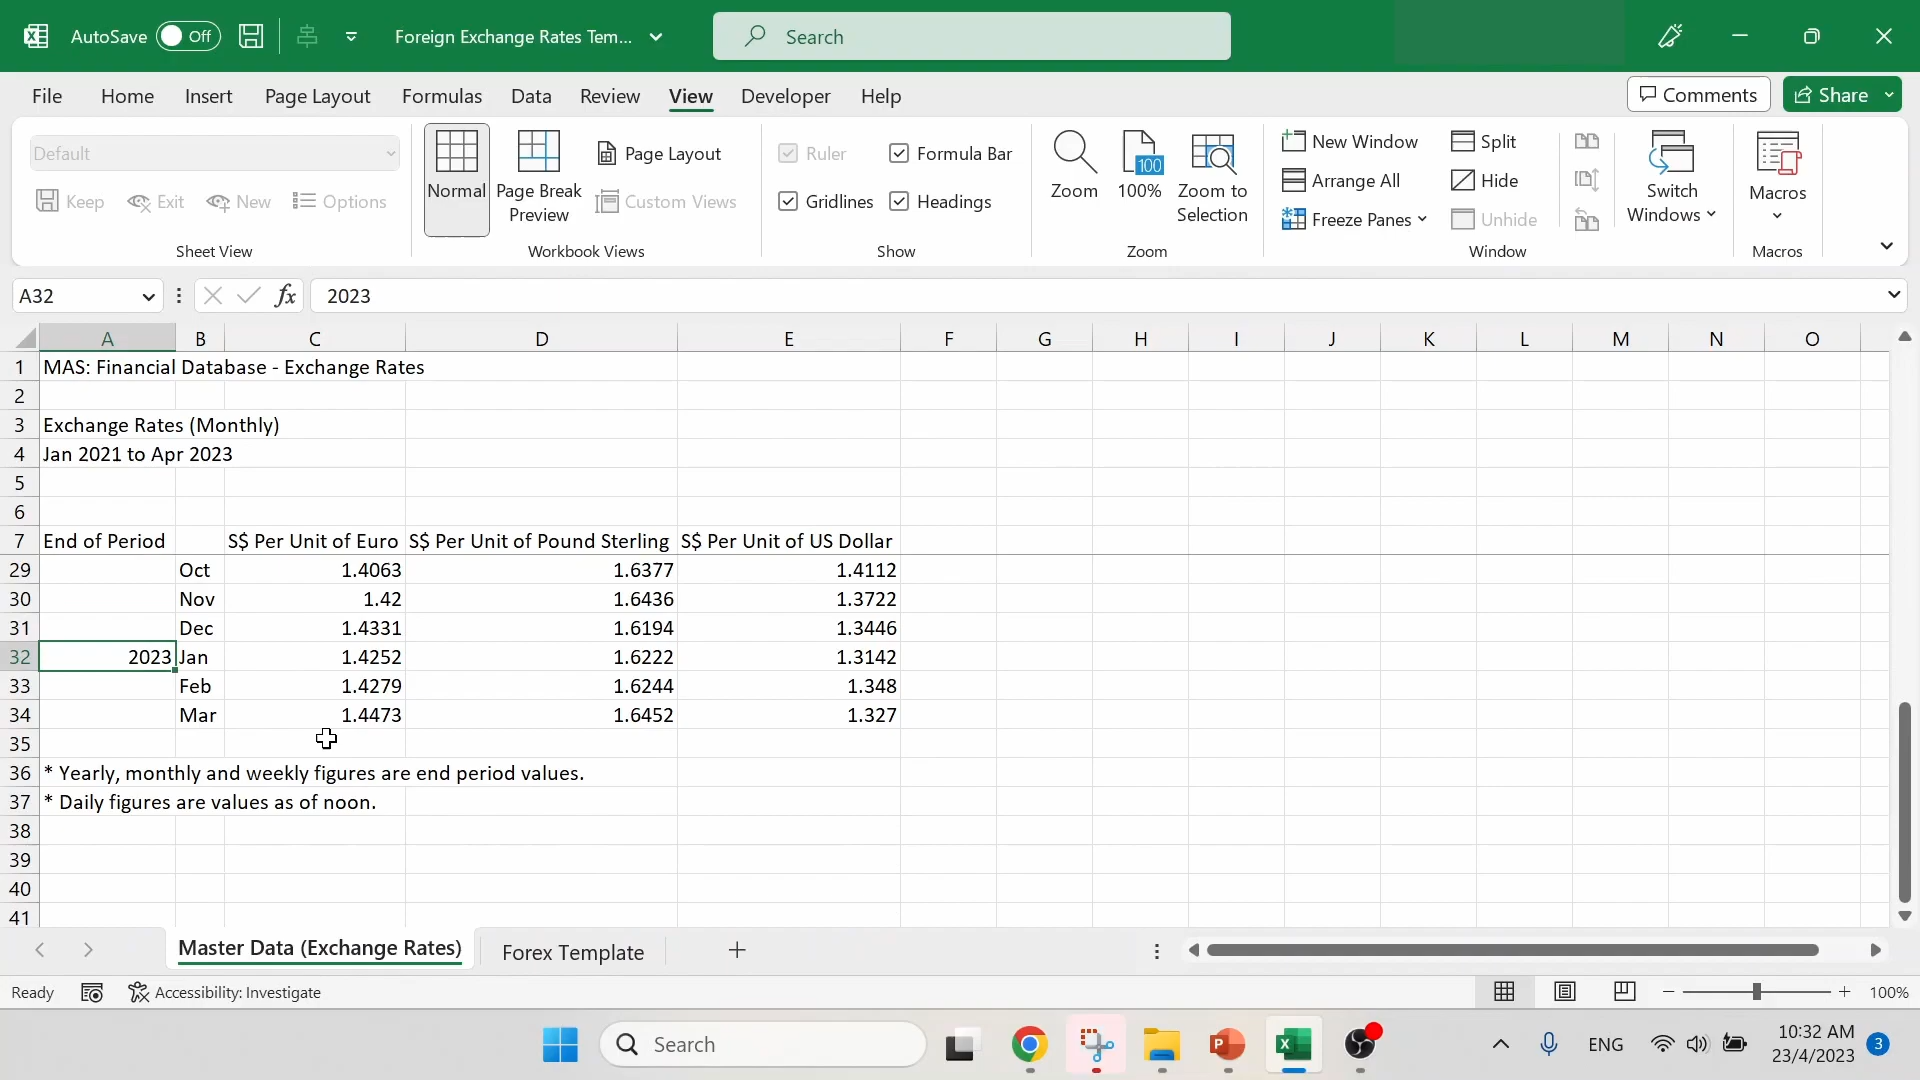 AutoSave Off Foreign Exchange Rates Tem... Search
File Home Insert Page Layout Formulas Data Review View Developer Help Comments Share
Default
Keep Exit New Options
Sheet View
Normal
Page Break Preview
Page Layout
Custom Views
Workbook Views
Ruler Formula Bar
Gridlines Headings
Show
Zoom
100
100%
Zoom to Selection
Zoom
New Window
Arrange All
Freeze Panes
Split
Hide
Unhide
Switch Windows
Window
Macros
Macros
A32 fx 2023
A B C D E F G H I J K L M N O
1 MAS: Financial Database - Exchange Rates
2
3 Exchange Rates (Monthly)
4 Jan 2021 to Apr 2023
5
6
7 End of Period S$ Per Unit of Euro S$ Per Unit of Pound Sterling S$ Per Unit of US Dollar
29 Oct 1.4063 1.6377 1.4112
30 Nov 1.42 1.6436 1.3722
31 Dec 1.4331 1.6194 1.3446
32 2023 Jan 1.4252 1.6222 1.3142
33 Feb 1.4279 1.6244 1.348
34 Mar 1.4473 1.6452 1.327
35
36 * Yearly, monthly and weekly figures are end period values.
37 * Daily figures are values as of noon.
38
39
40
41
Master Data (Exchange Rates) Forex Template
Ready Accessibility: Investigate 100%
Search ENG 10:32 AM 3
23/4/2023